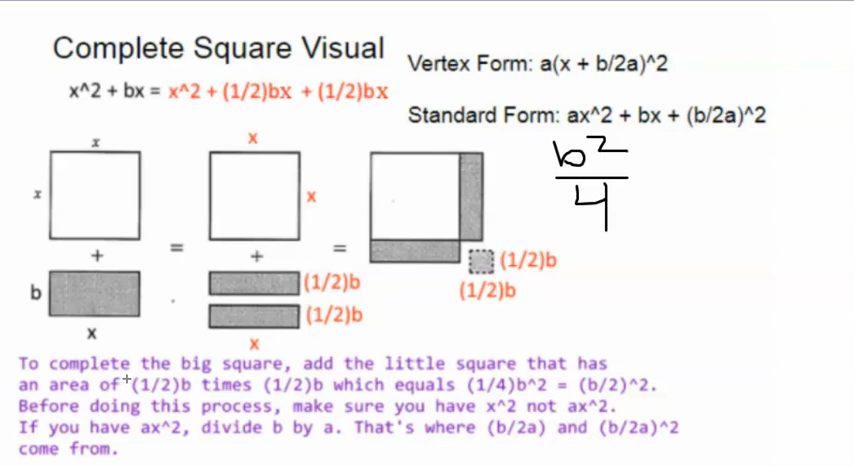 Complete Square Visual
x^2 + bx = x^2 + (1/2)bx + (1/2)bx
Vertex Form: a(x + b/2a)^2
Standard Form: ax^2 + bx + (b/2a)^2
b^2
4
x
x
x
x
+
=
+
=
b
x
(1/2)b
(1/2)b
x
(1/2)b
(1/2)b
To complete the big square, add the little square that has
an area of (1/2)b times (1/2)b which equals (1/4)b^2 = (b/2)^2.
Before doing this process, make sure you have x^2 not ax^2.
If you have ax^2, divide b by a. That's where (b/2a) and (b/2a)^2
come from.